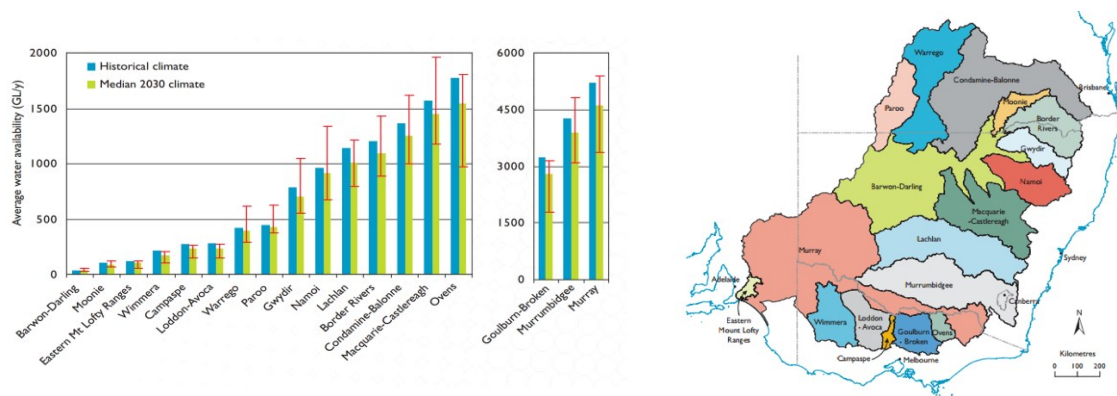 2000
1500
1000
500
0
Average water availability (GL/y)
Historical climate
Median 2030 climate
Barwon-Darling
Moonie
Eastern Mt Lofty Ranges
Wimmera
Campaspe
Loddon-Avoca
Warrego
Paroo
Gwydir
Namoi
Lachlan
Border Rivers
Condamine-Balonne
Macquarie-Castlereagh
Ovens
6000
4500
3000
1500
0
Goulburn-Broken
Murrumbidgee
Murray
Warrego
Condamine-Balonne
Paroo
Brisbane
Moonie
Border
Rivers
Gwydir
Namoi
Barwon-Darling
Macquarie
-Castlereagh
Murray
Lachlan
Sydney
Adelaide
Murrumbidgee
Canberra
Eastern
Mount Lofty
Ranges
Wimmera
Loddon
- Avoca
Goulburn
- Broken
Ovens
Campaspe
Melbourne
N
Kilometres
0 100 200